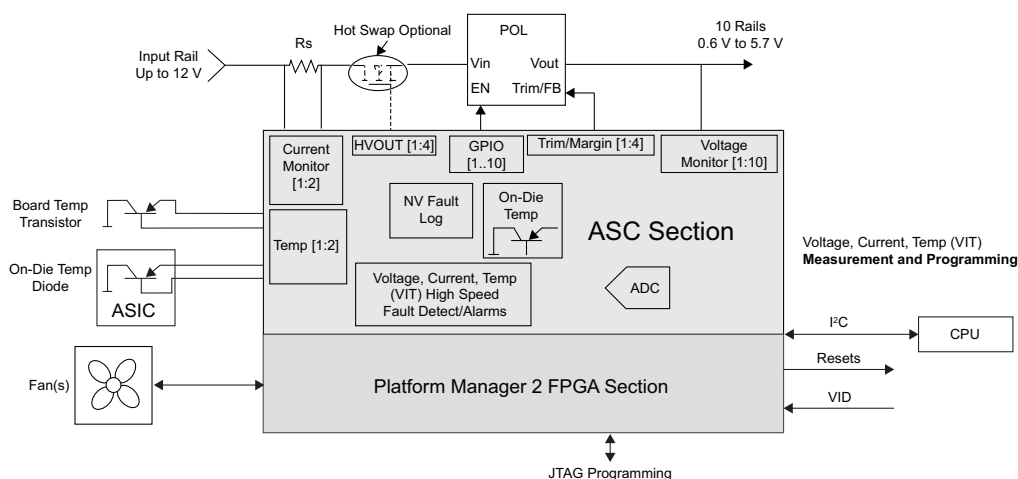 Hot Swap Optional
POL
10 Rails
0.6 V to 5.7 V
Input Rail
Up to 12 V
Rs
Vin
Vout
EN
Trim/FB
Current
Monitor
[1:2]
HVOUT [1:4]
GPIO
[1..10]
Trim/Margin [1:4]
Voltage
Monitor [1:10]
Board Temp
Transistor
Temp [1:2]
NV Fault
Log
On-Die
Temp
ASC Section
Voltage, Current, Temp (VIT)
Measurement and Programming
On-Die Temp
Diode
ASIC
Voltage, Current, Temp
(VIT) High Speed
Fault Detect/Alarms
ADC
I²C
CPU
Fan(s)
Platform Manager 2 FPGA Section
Resets
VID
JTAG Programming